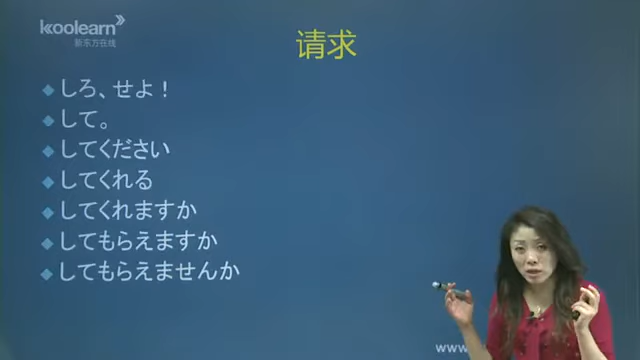 koolearn
新东方在线
请求
しろ、せよ！
して。
してください
してくれる
してくれますか
してもらえますか
してもらえませんか
www.